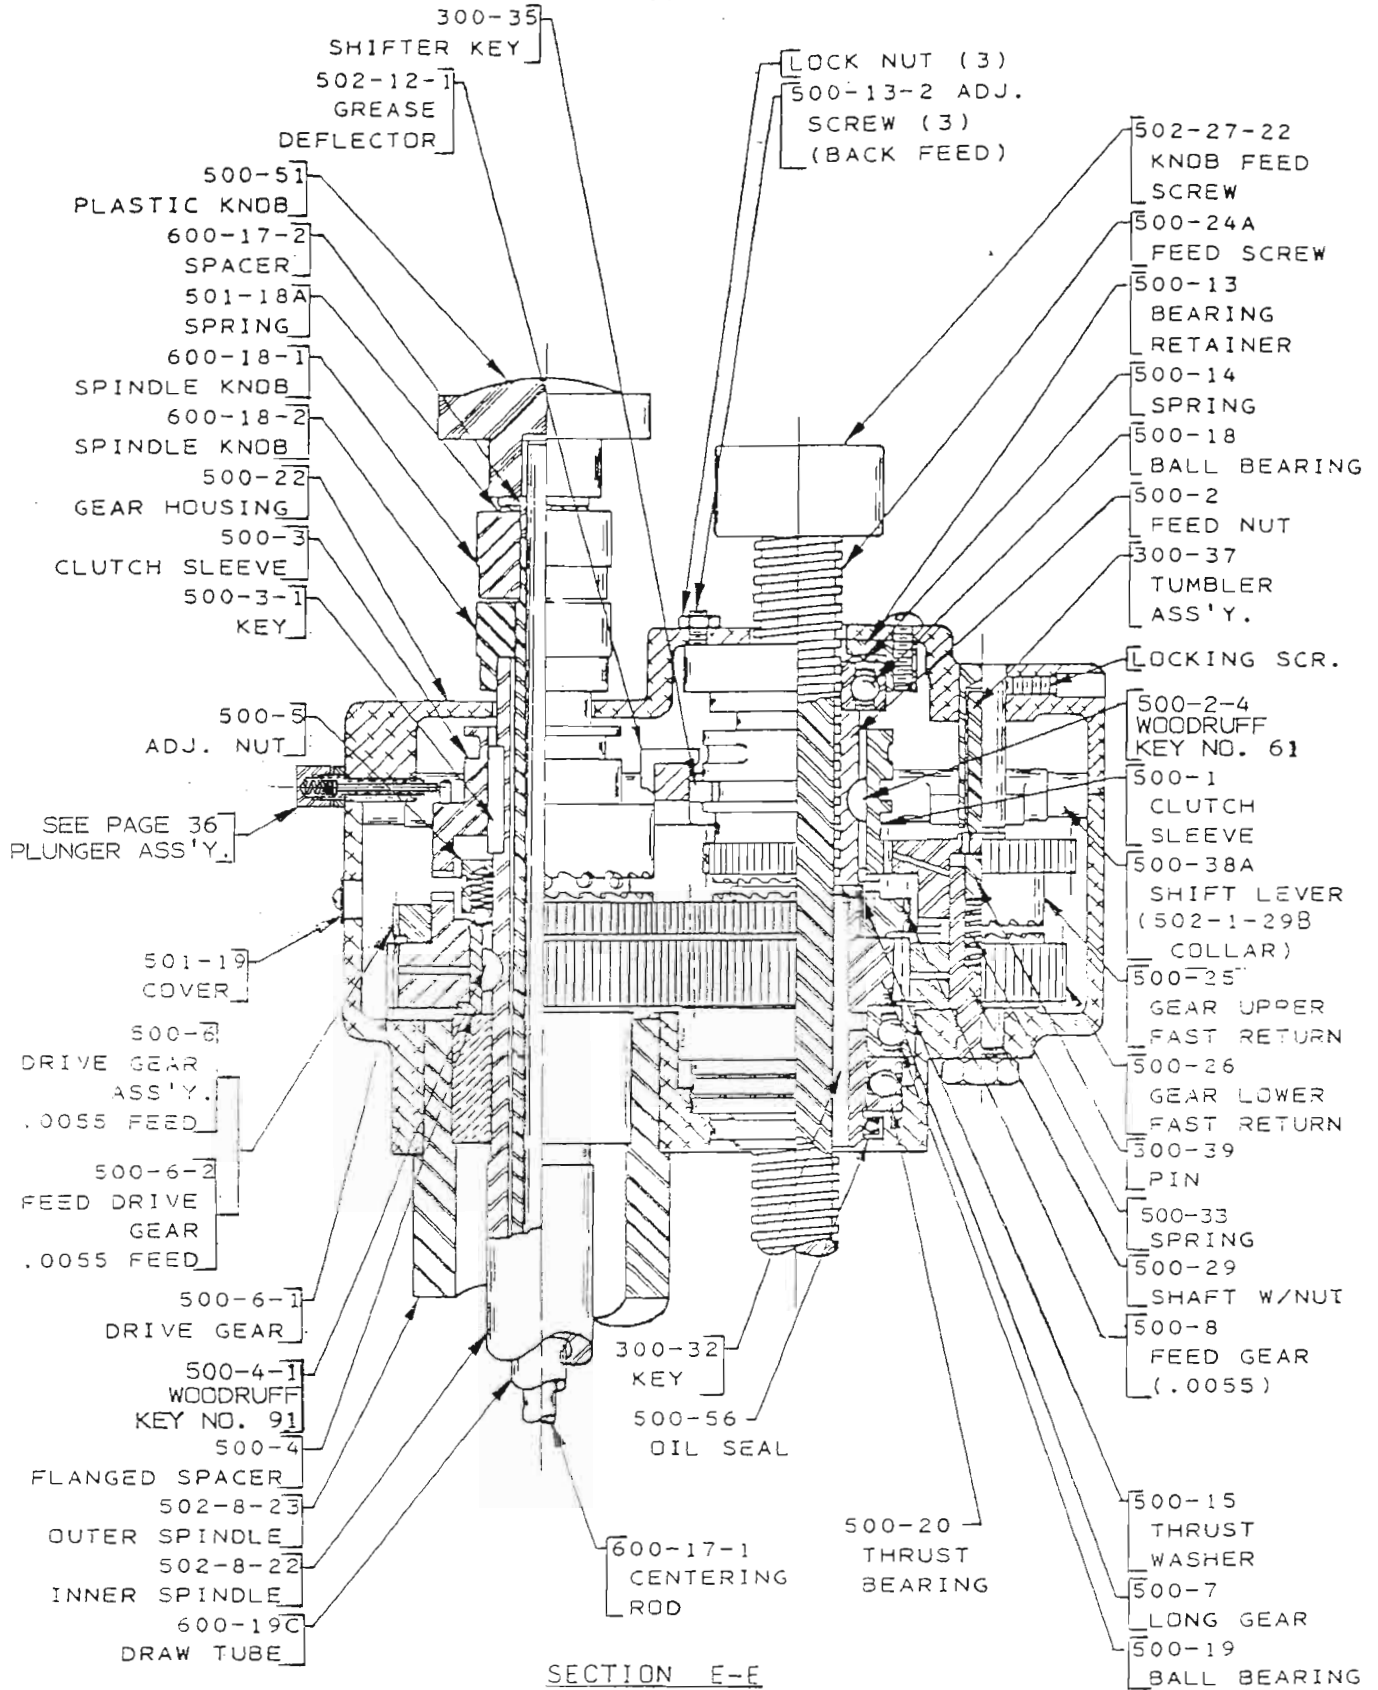 300-35
SHIFTER KEY
502-12-1
GREASE
DEFLECTOR
500-51
PLASTIC KNOB
600-17-2
SPACER
501-18A
SPRING
600-18-1
SPINDLE KNOB
600-18-2
SPINDLE KNOB
500-22
GEAR HOUSING
500-3
CLUTCH SLEEVE
500-3-1
KEY
500-5
ADJ. NUT
SEE PAGE 36
PLUNGER ASS'Y.
501-19
COVER
500-6
DRIVE GEAR
ASS'Y.
.0055 FEED
500-6-2
FEED DRIVE
GEAR
.0055 FEED
500-6-1
DRIVE GEAR
500-4-1
WOODRUFF
KEY NO. 91
500-4
FLANGED SPACER
502-8-23
OUTER SPINDLE
502-8-22
INNER SPINDLE
600-19C
DRAW TUBE
LOCK NUT (3)
500-13-2 ADJ.
SCREW (3)
(BACK FEED)
502-27-22
KNOB FEED
SCREW
500-24A
FEED SCREW
500-13
BEARING
RETAINER
500-14
SPRING
500-18
BALL BEARING
500-2
FEED NUT
300-37
TUMBLER
ASS'Y.
LOCKING SCR.
500-2-4
WOODRUFF
KEY NO. 61
500-1
CLUTCH
SLEEVE
500-38A
SHIFT LEVER
(502-1-29B
COLLAR)
500-25
GEAR UPPER
FAST RETURN
500-26
GEAR LOWER
FAST RETURN
300-39
PIN
500-33
SPRING
500-29
SHAFT W/NUT
500-8
FEED GEAR
(.0055)
500-15
THRUST
WASHER
500-7
LONG GEAR
500-19
BALL BEARING
300-32
KEY
500-56
OIL SEAL
600-17-1
CENTERING
ROD
500-20
THRUST
BEARING
SECTION E-E